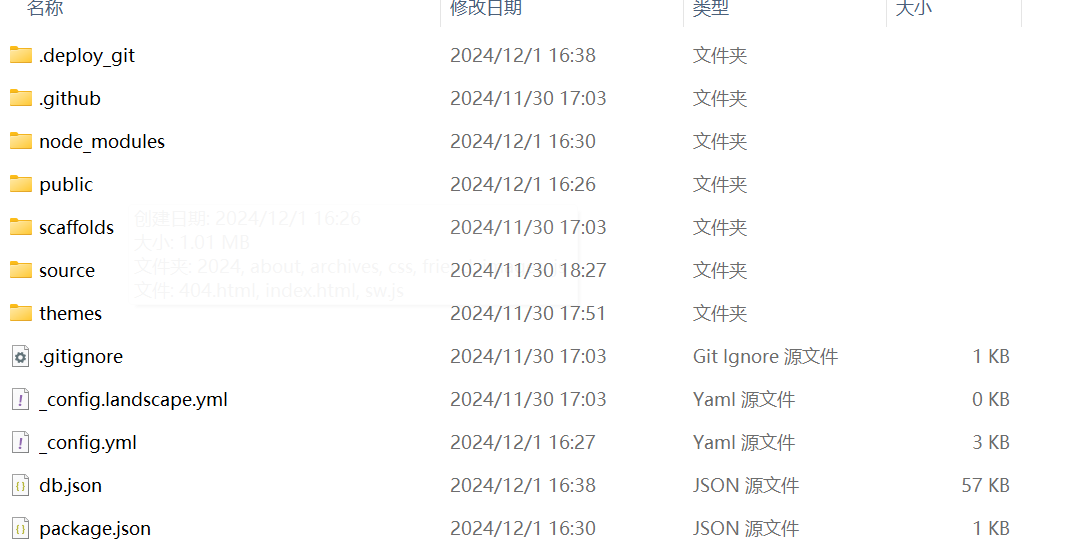 名称 修改日期 类型 大小
.deploy_git 2024/12/1 16:38 文件夹
.github 2024/11/30 17:03 文件夹
node_modules 2024/12/1 16:30 文件夹
public 2024/12/1 16:26 文件夹
创建日期: 2024/12/1 16:26
scaffolds 2024/11/30 17:03 文件夹
大小: 1.01 MB
文件夹: 2024, about, archives, css,
source 2024/11/30 18:27 文件夹
文件: 404.html, index.html, sw.js
themes 2024/11/30 17:51 文件夹
.gitignore 2024/11/30 17:03 Git Ignore 源文件 1 KB
_config.landscape.yml 2024/11/30 17:03 Yaml 源文件 0 KB
_config.yml 2024/12/1 16:27 Yaml 源文件 3 KB
db.json 2024/12/1 16:38 JSON 源文件 57 KB
package.json 2024/12/1 16:30 JSON 源文件 1 KB